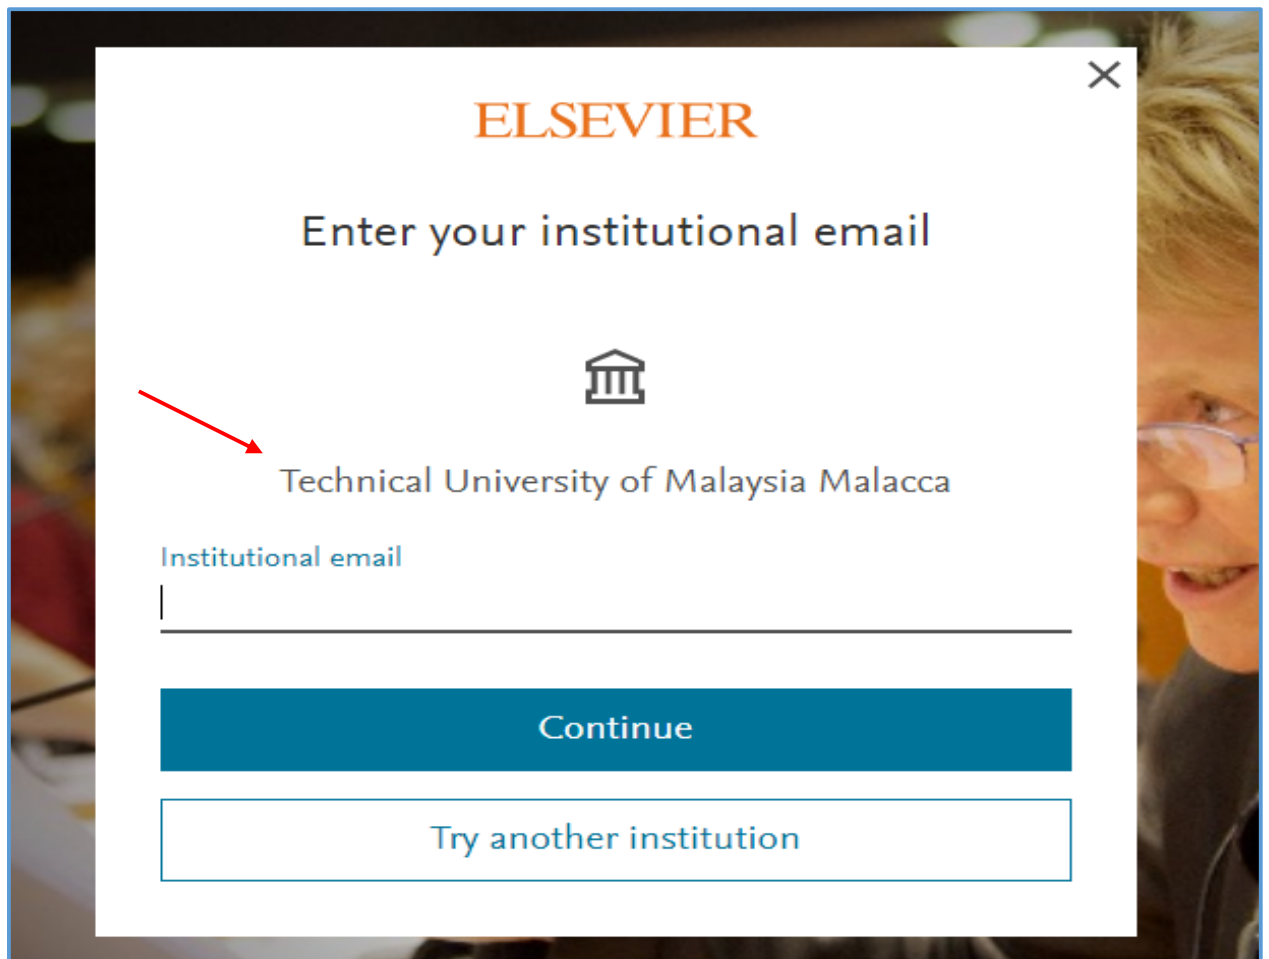 ELSEVIER
Enter your institutional email
Technical University of Malaysia Malacca
Institutional email
Continue
Try another institution